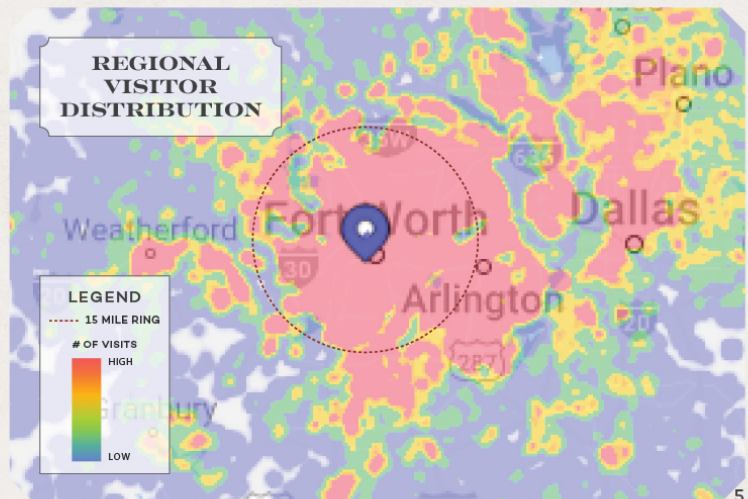 REGIONAL
VISITOR
DISTRIBUTION
Plano
635
Dallas
Weatherford
Fort Worth
30
Arlington
20
287
Granbury
LEGEND
15 MILE RING
# OF VISITS
HIGH
LOW